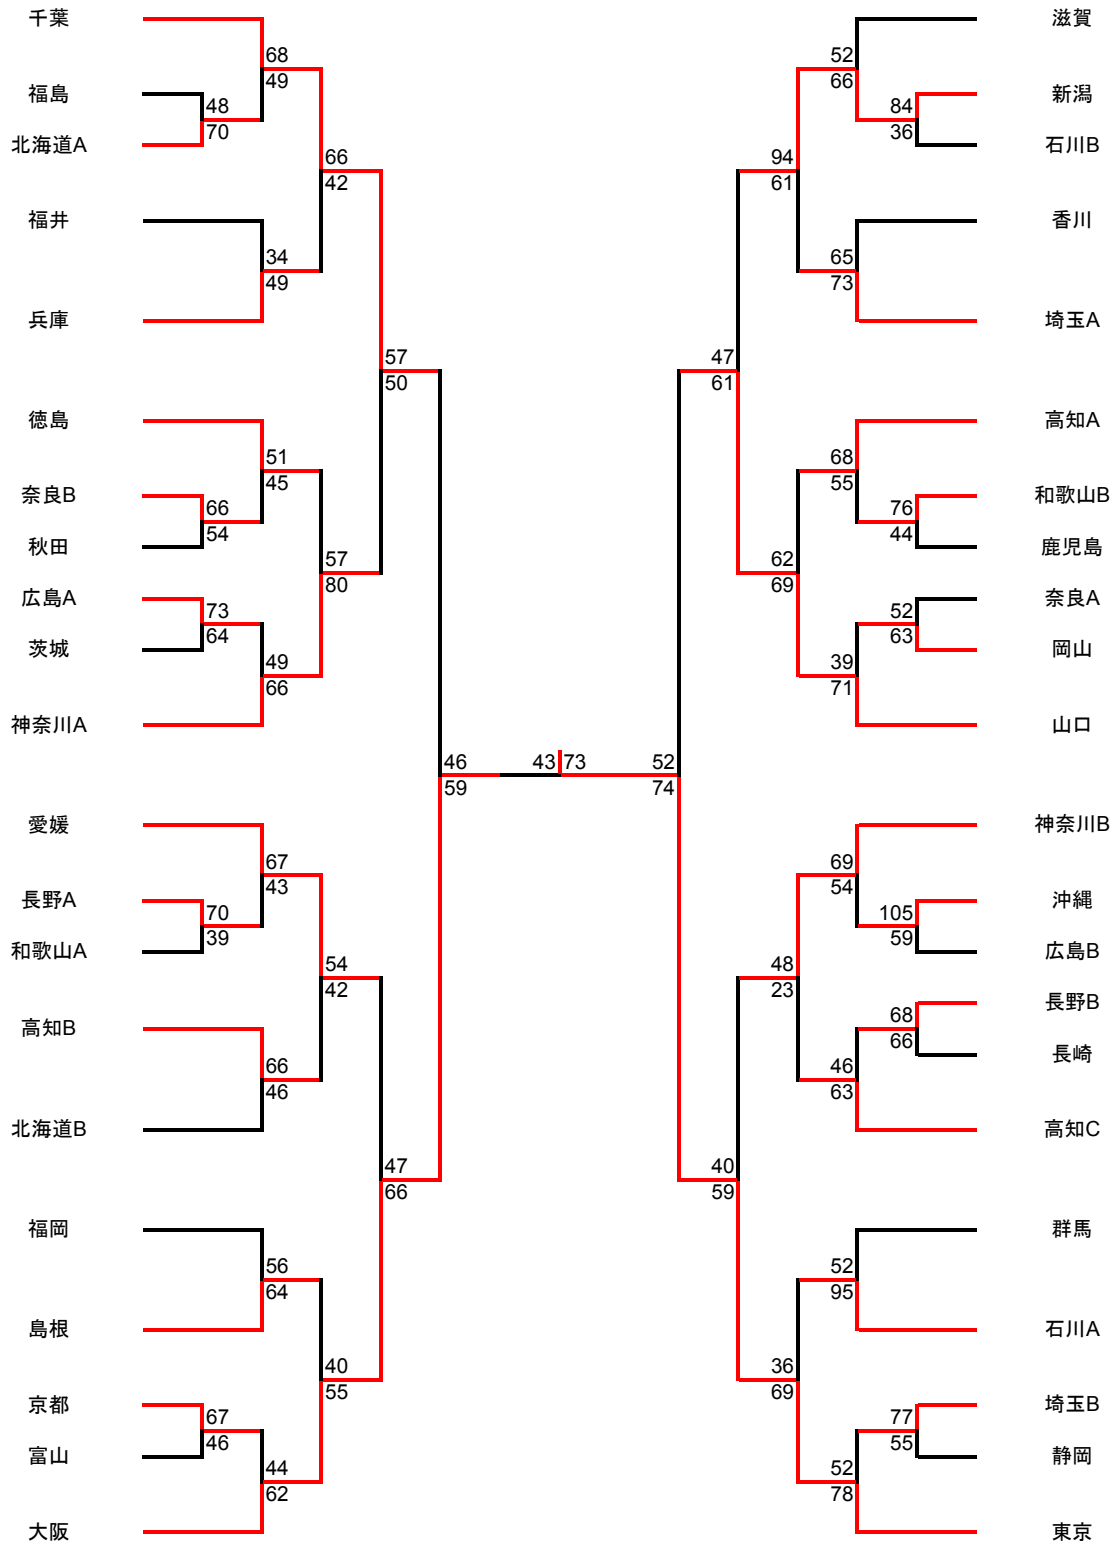 千葉
68
49
福島
48
70
北海道A
66
42
福井
34
49
兵庫
57
50
徳島
51
45
奈良B
66
54
秋田
57
80
広島A
73
64
茨城
49
66
神奈川A
46
59
愛媛
67
43
長野A
70
39
和歌山A
54
42
高知B
66
46
北海道B
47
66
福岡
56
64
島根
40
55
京都
67
46
富山
44
62
大阪
43 73
滋賀
52
66
新潟
84
36
石川B
94
61
香川
65
73
埼玉A
47
61
高知A
68
55
和歌山B
76
44
鹿児島
62
69
奈良A
52
63
岡山
39
71
山口
52
74
神奈川B
69
54
沖縄
105
59
広島B
48
23
長野B
68
66
長崎
46
63
高知C
40
59
群馬
52
95
石川A
36
69
埼玉B
77
55
静岡
52
78
東京